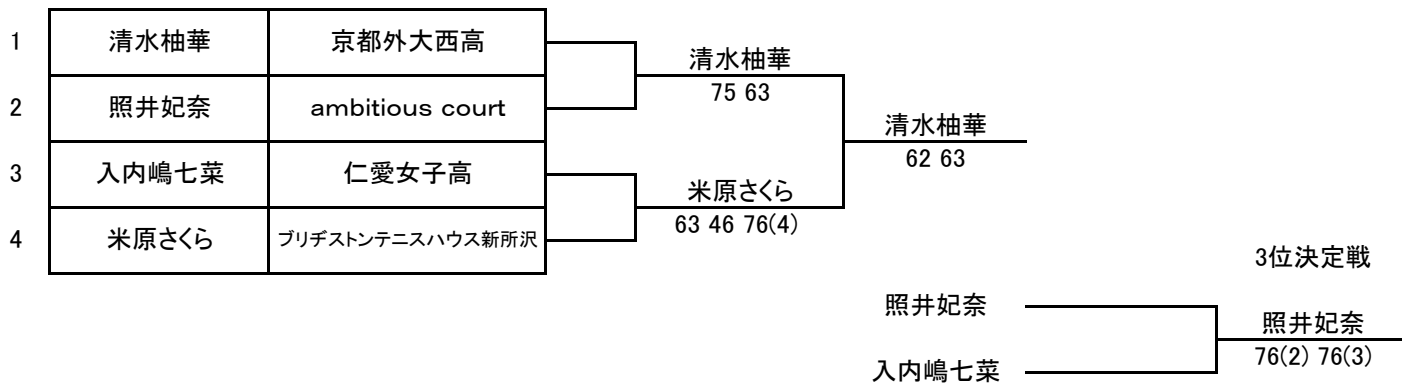 1 清水柚華 京都外大西高
清水柚華
75 63
2 照井妃奈 ambitious court
清水柚華
62 63
3 入内嶋七菜 仁愛女子高
米原さくら
63 46 76(4)
4 米原さくら ブリヂストンテニスハウス新所沢
3位決定戦
照井妃奈
照井妃奈
76(2) 76(3)
入内嶋七菜